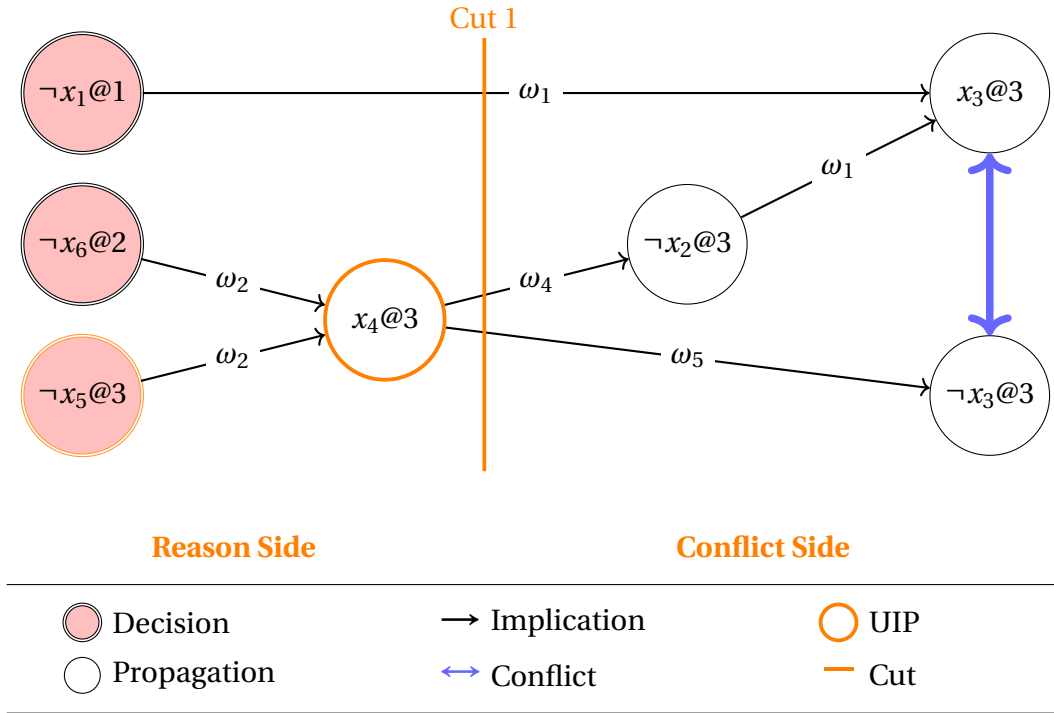 Cut 1
¬x₁@1
ω₁
x₃@3
ω₁
¬x₆@2
ω₂
ω₄
¬x₂@3
x₄@3
ω₂
ω₅
¬x₅@3
¬x₃@3
Reason Side
Conflict Side
Decision
Implication
UIP
Propagation
Conflict
Cut